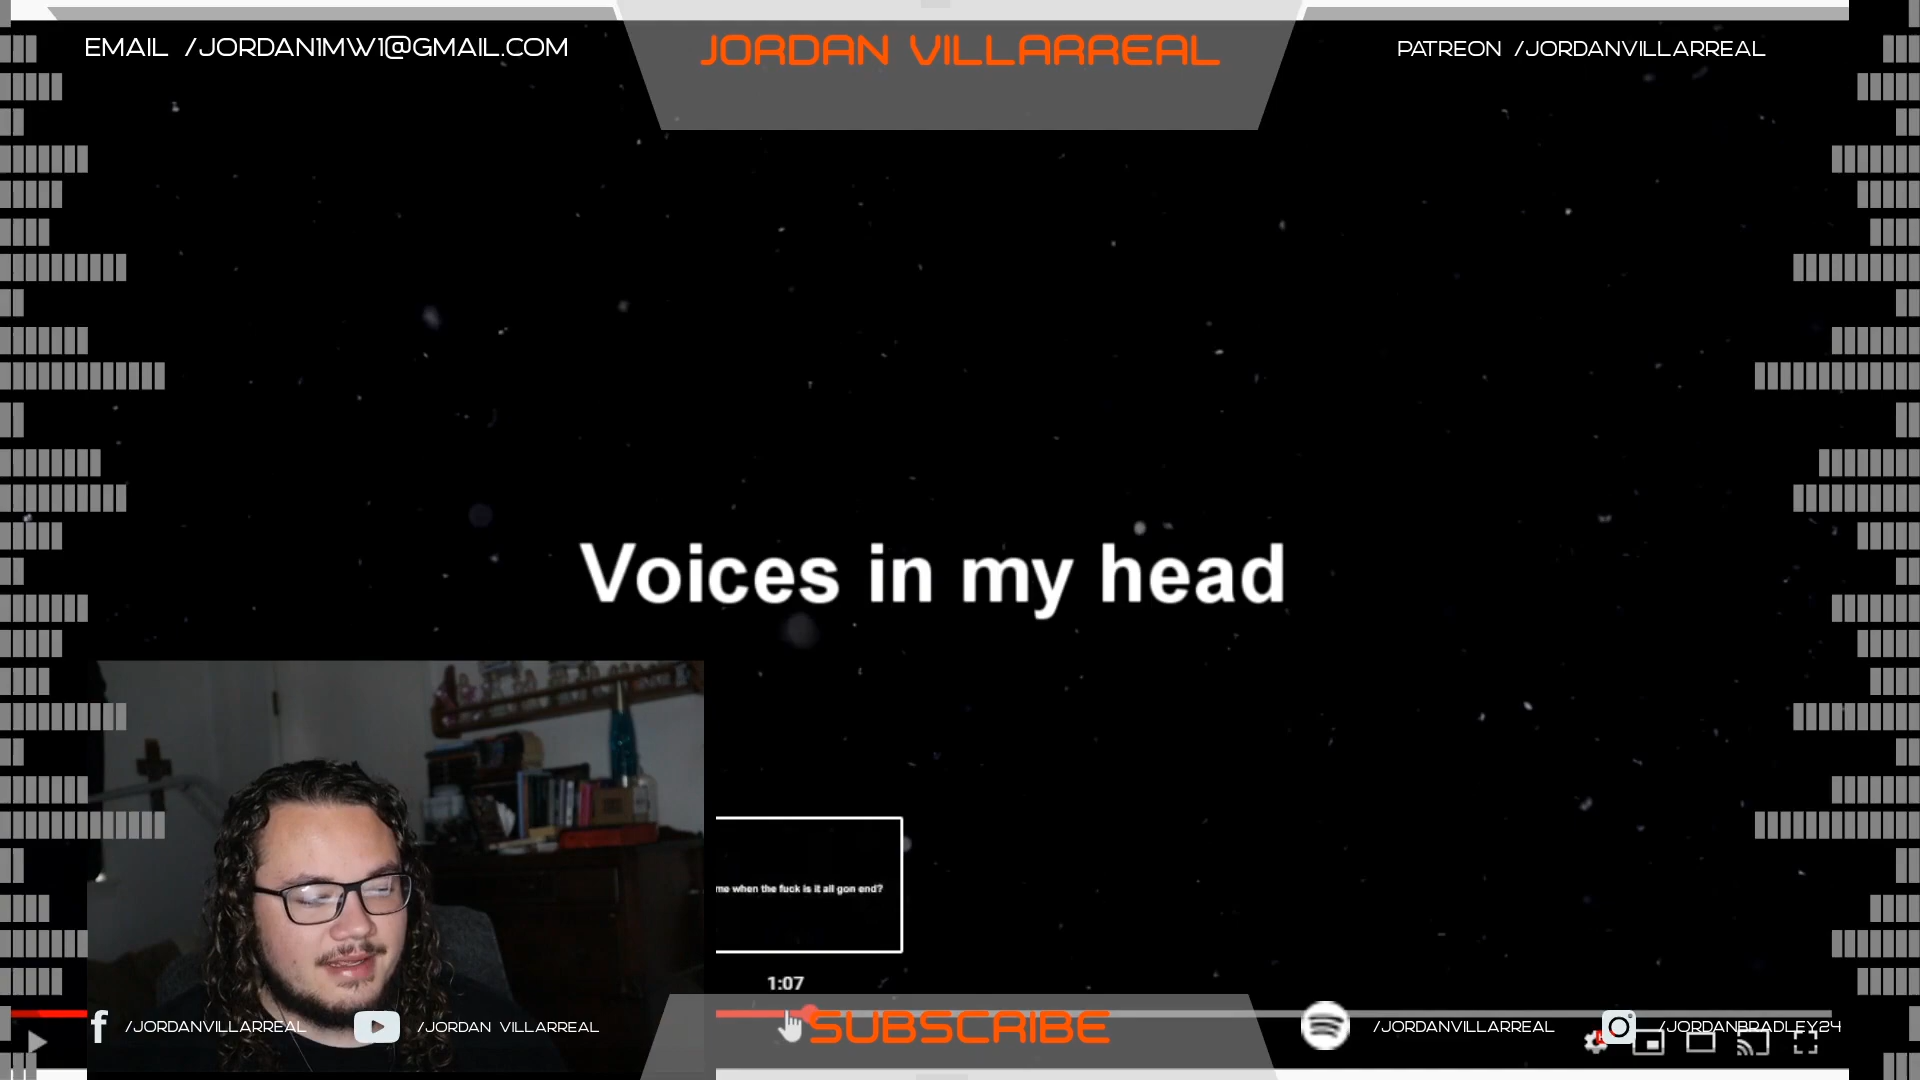 EMAIL /JORDAN1MW1@GMAIL.COM
JORDAN VILLARREAL
PATREON /JORDANVILLARREAL
Voices in my head
me when the fuck is it all gon end?
1:07
/JORDANVILLARREAL
/JORDAN VILLARREAL
SUBSCRIBE
/JORDANVILLARREAL
/JORDANBRADLEY24